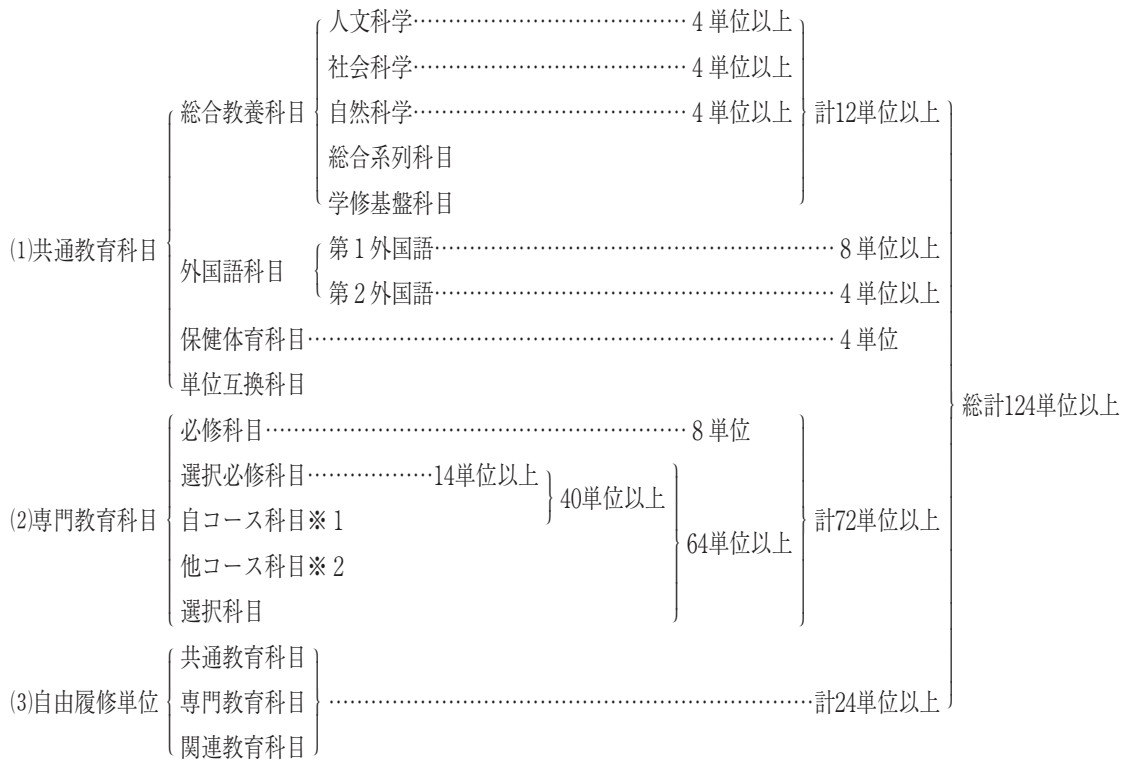 人文科学…………………………… 4 単位以上
社会科学…………………………… 4 単位以上
総合教養科目 自然科学…………………………… 4 単位以上 計12単位以上
総合系列科目
学修基盤科目
⑴共通教育科目
外国語科目
第1外国語……………………………………… 8 単位以上
第2外国語……………………………………… 4 単位以上
保健体育科目…………………………………………………… 4 単位
単位互換科目
総計124単位以上
必修科目………………………………………… 8 単位
選択必修科目………………14単位以上
40単位以上
⑵専門教育科目 自コース科目※1 計72単位以上
64単位以上
他コース科目※2
選択科目
共通教育科目
⑶自由履修単位 専門教育科目 ………………………………………………計24単位以上
関連教育科目